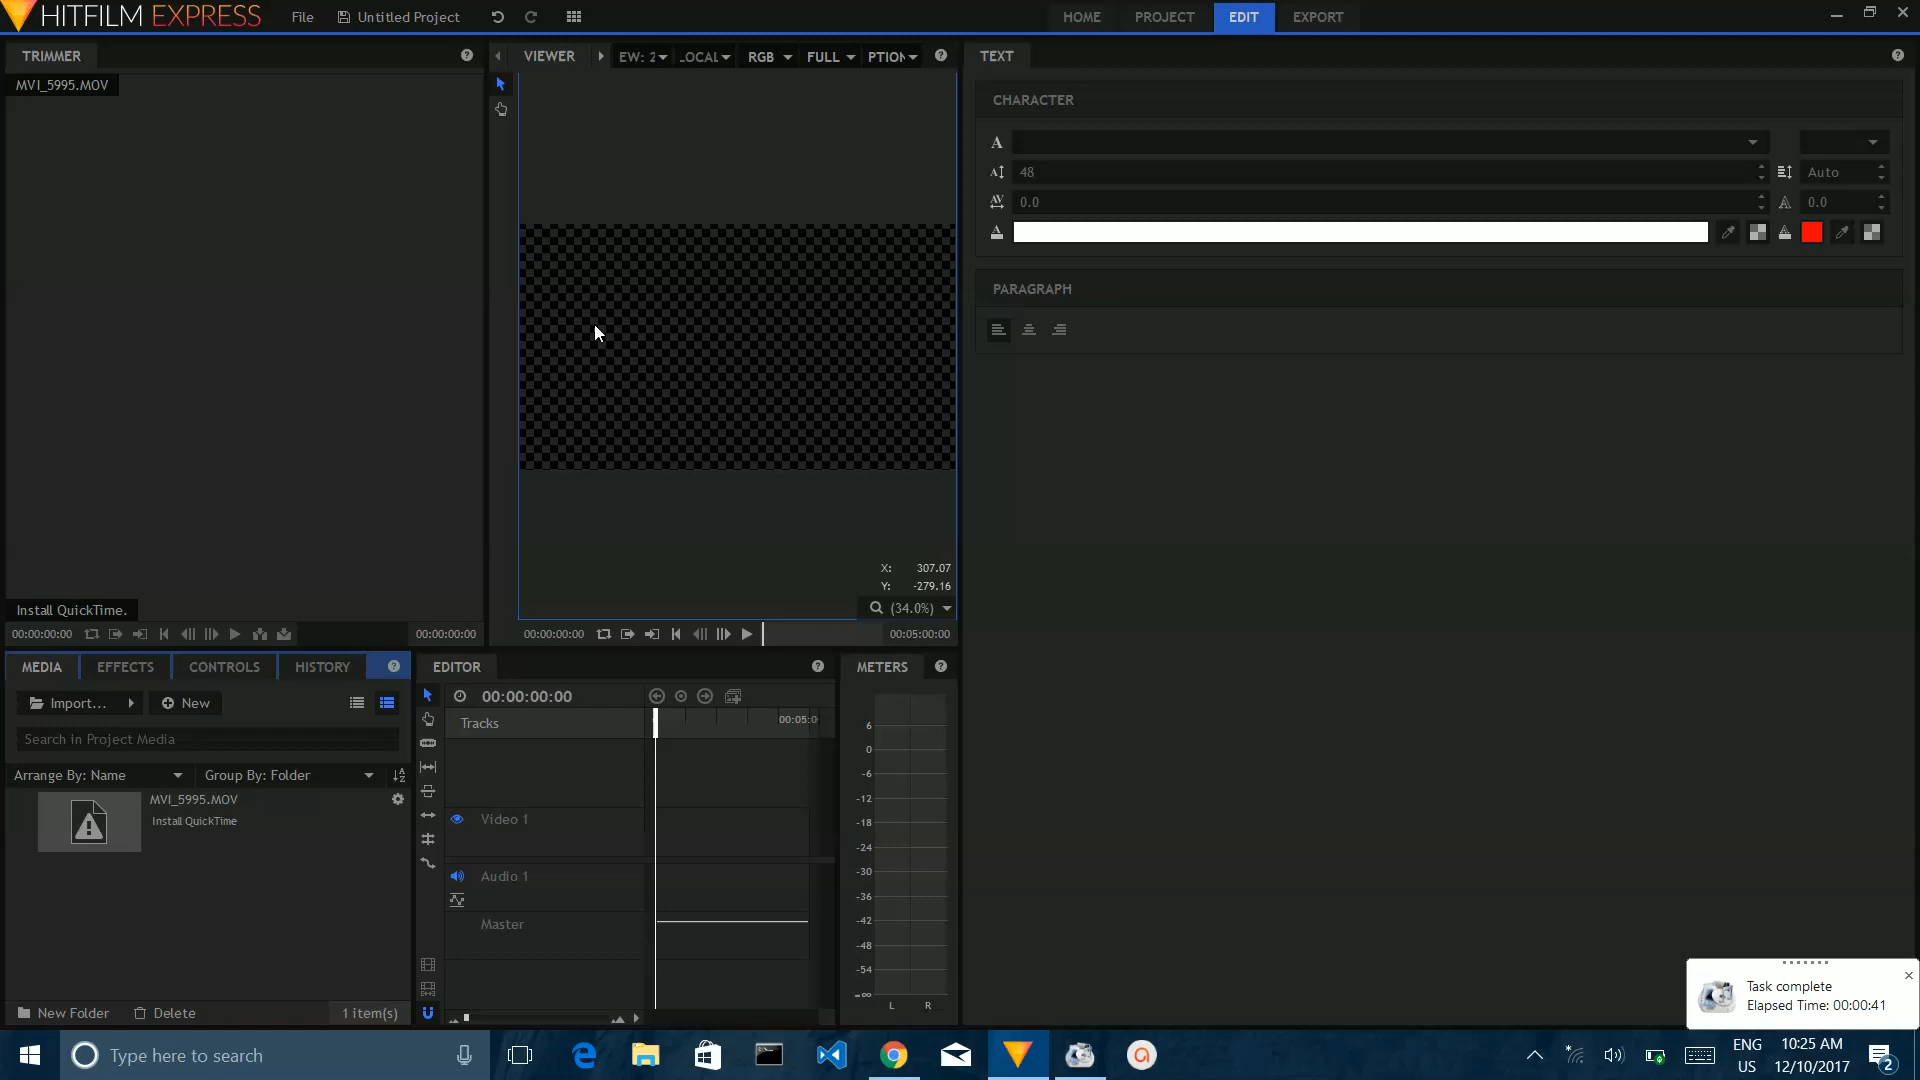 HITFILM EXPRESS
File
Untitled Project
HOME
PROJECT
EDIT
EXPORT
TRIMMER
MVI_5995.MOV
Install QuickTime.
00:00:00:00
00:00:00:00
VIEWER
EW: 2
LOCAL
RGB
FULL
PTION
X: 307.07
Y: -279.16
(34.0%)
00:00:00:00
00:05:00:00
TEXT
CHARACTER
48
Auto
0.0
0.0
PARAGRAPH
MEDIA
EFFECTS
CONTROLS
HISTORY
Import...
New
Search in Project Media
Arrange By: Name
Group By: Folder
MVI_5995.MOV
Install QuickTime
New Folder
Delete
1 item(s)
EDITOR
00:00:00:00
Tracks
00:05:0
Video 1
Audio 1
Master
METERS
6
0
-6
-12
-18
-24
-30
-36
-42
-48
-54
-∞
L R
Task complete
Elapsed Time: 00:00:41
Type here to search
ENG
US
10:25 AM
12/10/2017
2